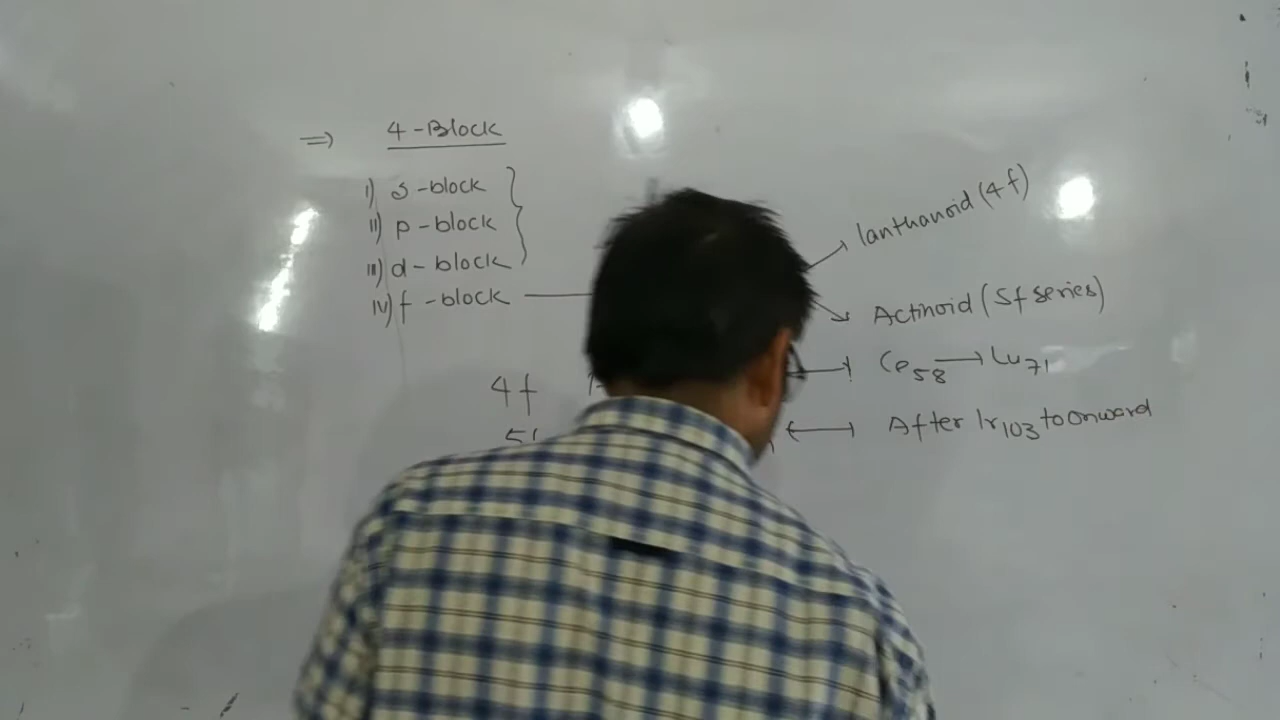 ⇒ 4-Block
i) s-block
ii) p-block
iii) d-block
iv) f-block
lanthanoid (4f)
Actinoid (5f series)
4f
Ce58 → Lu71
5f
After lr103 to onward